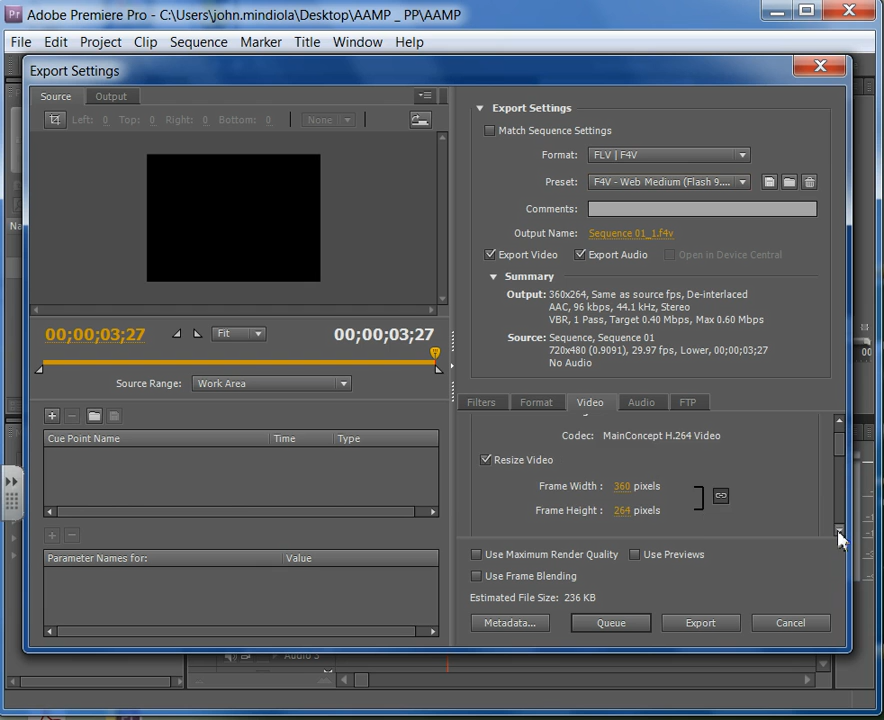 Adobe Premiere Pro - C:\Users\john.mindiola\Desktop\AAMP _ PP\AAMP
File Edit Project Clip Sequence Marker Title Window Help
Export Settings
Source Output
Left: 0 Top: 0 Right: 0 Bottom: 0 None
00;00;03;27 Fit 00;00;03;27
Source Range: Work Area
Cue Point Name Time Type
Parameter Names for: Value
Export Settings
Match Sequence Settings
Format: FLV | F4V
Preset: F4V - Web Medium (Flash 9....
Comments:
Output Name: Sequence 01_1.f4v
Export Video Export Audio Open in Device Central
Summary
Output: 360x264, Same as source fps, De-interlaced
AAC, 96 kbps, 44.1 kHz, Stereo
VBR, 1 Pass, Target 0.40 Mbps, Max 0.60 Mbps
Source: Sequence, Sequence 01
720x480 (0.9091), 29.97 fps, Lower, 00;00;03;27
No Audio
Filters Format Video Audio FTP
Codec: MainConcept H.264 Video
Resize Video
Frame Width : 360 pixels
Frame Height : 264 pixels
Use Maximum Render Quality Use Previews
Use Frame Blending
Estimated File Size: 236 KB
Metadata... Queue Export Cancel
Na
00
Audio 3